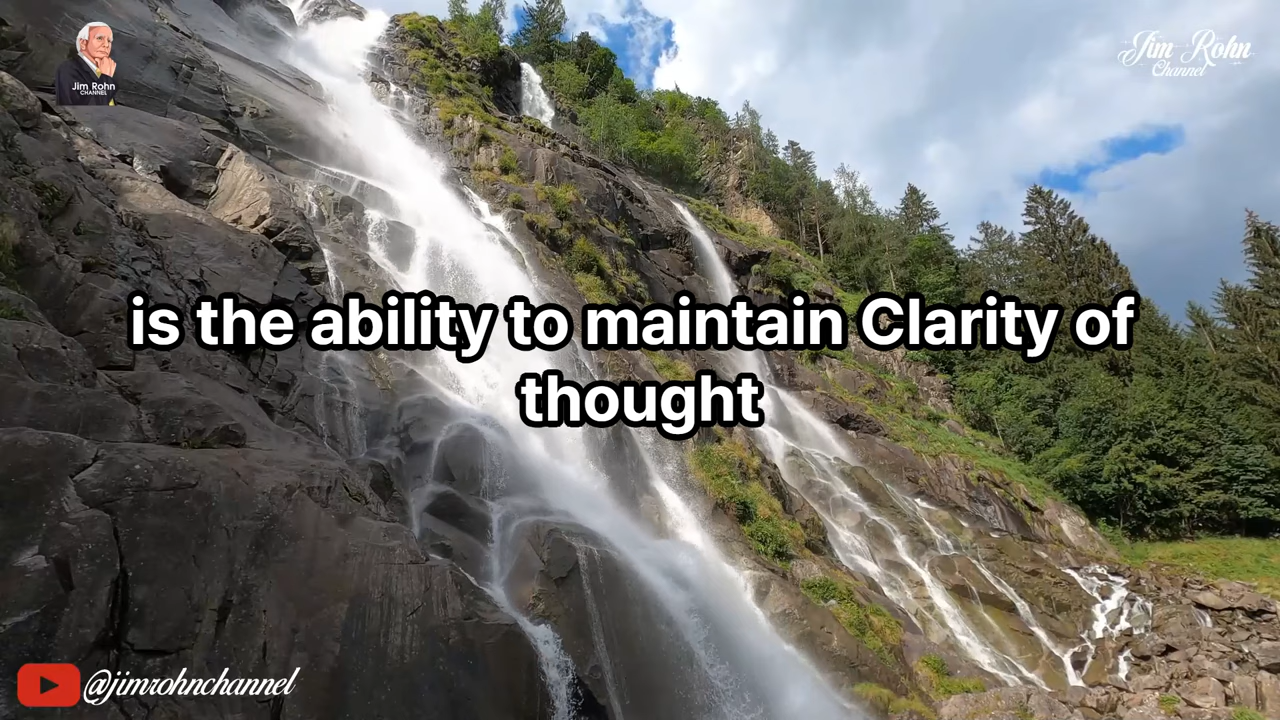 Jim Rohn
CHANNEL
Jim Rohn
Channel
is the ability to maintain Clarity of
thought
@jimrohnchannel